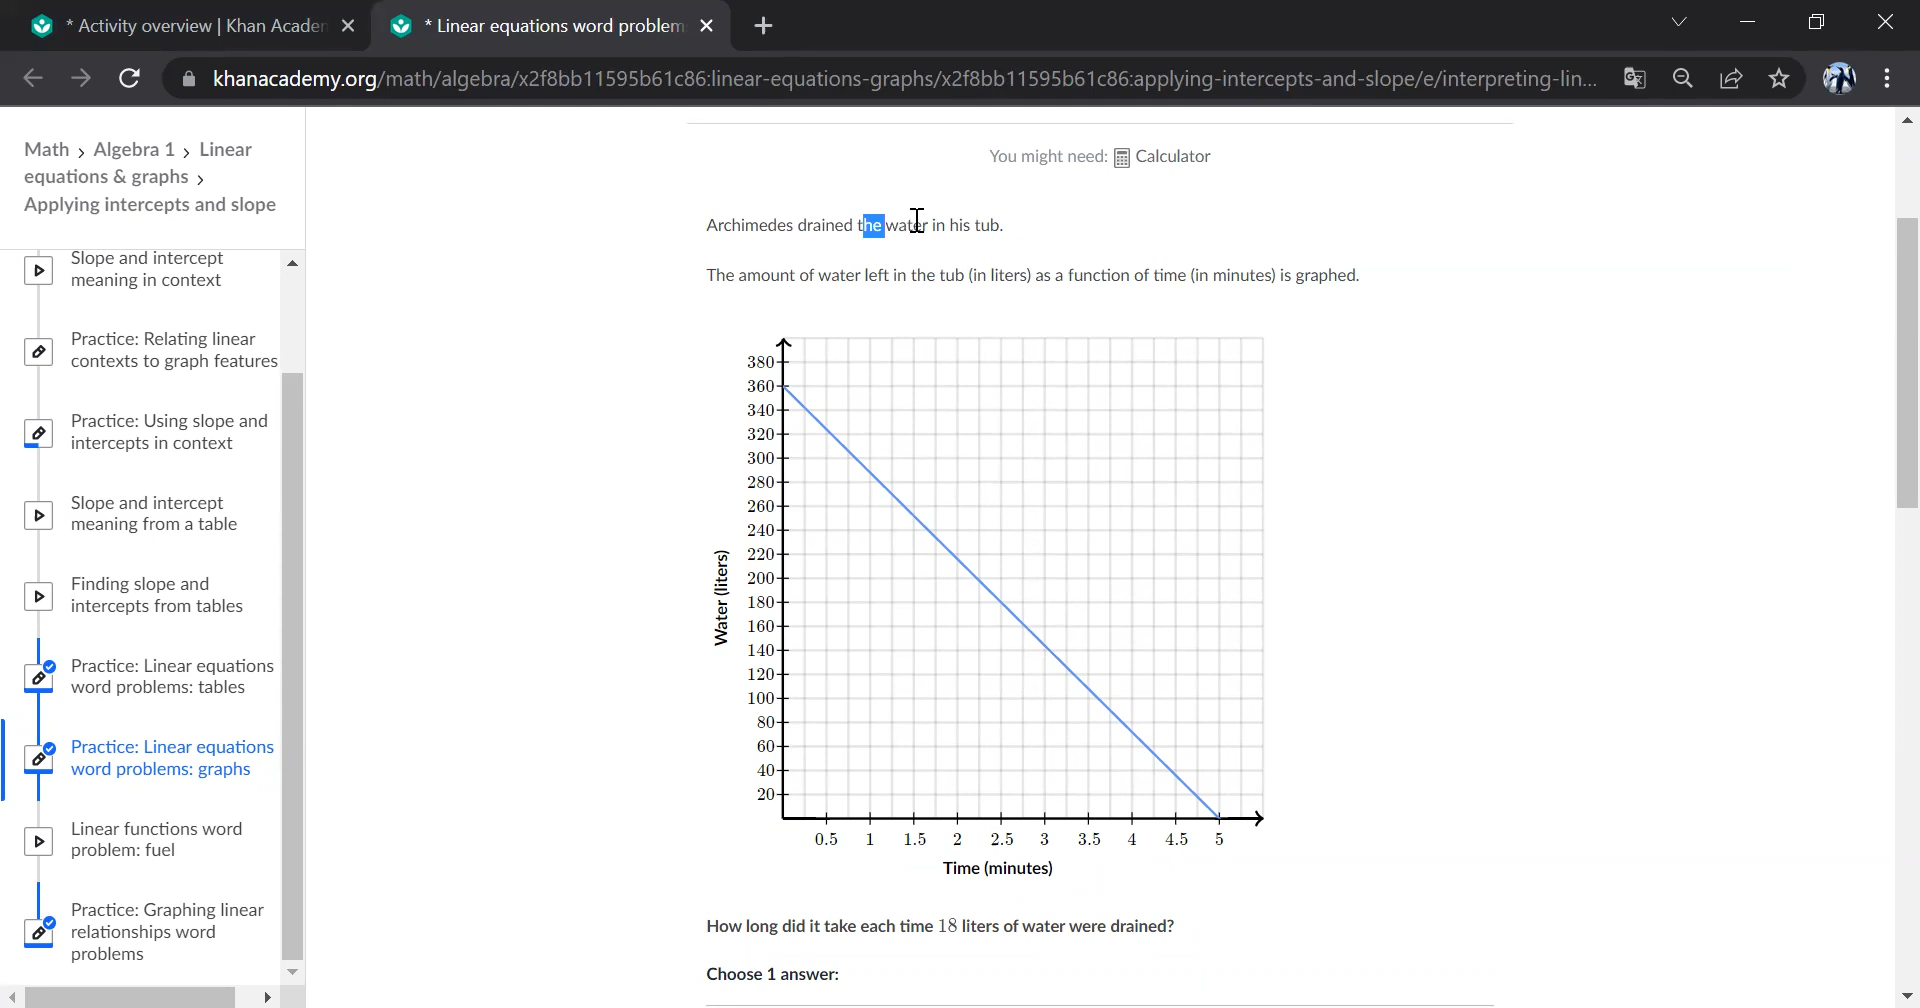 * Activity overview | Khan Academ
* Linear equations word problem
khanacademy.org/math/algebra/x2f8bb11595b61c86:linear-equations-graphs/x2f8bb11595b61c86:applying-intercepts-and-slope/e/interpreting-lin...
Math > Algebra 1 > Linear
equations & graphs >
Applying intercepts and slope
Slope and intercept
meaning in context
Practice: Relating linear
contexts to graph features
Practice: Using slope and
intercepts in context
Slope and intercept
meaning from a table
Finding slope and
intercepts from tables
Practice: Linear equations
word problems: tables
Practice: Linear equations
word problems: graphs
Linear functions word
problem: fuel
Practice: Graphing linear
relationships word
problems
You might need: Calculator
Archimedes drained the water in his tub.
The amount of water left in the tub (in liters) as a function of time (in minutes) is graphed.
380
360
340
320
300
280
260
240
220
200
180
160
140
120
100
80
60
40
20
Water (liters)
0.5 1 1.5 2 2.5 3 3.5 4 4.5 5
Time (minutes)
How long did it take each time 18 liters of water were drained?
Choose 1 answer: